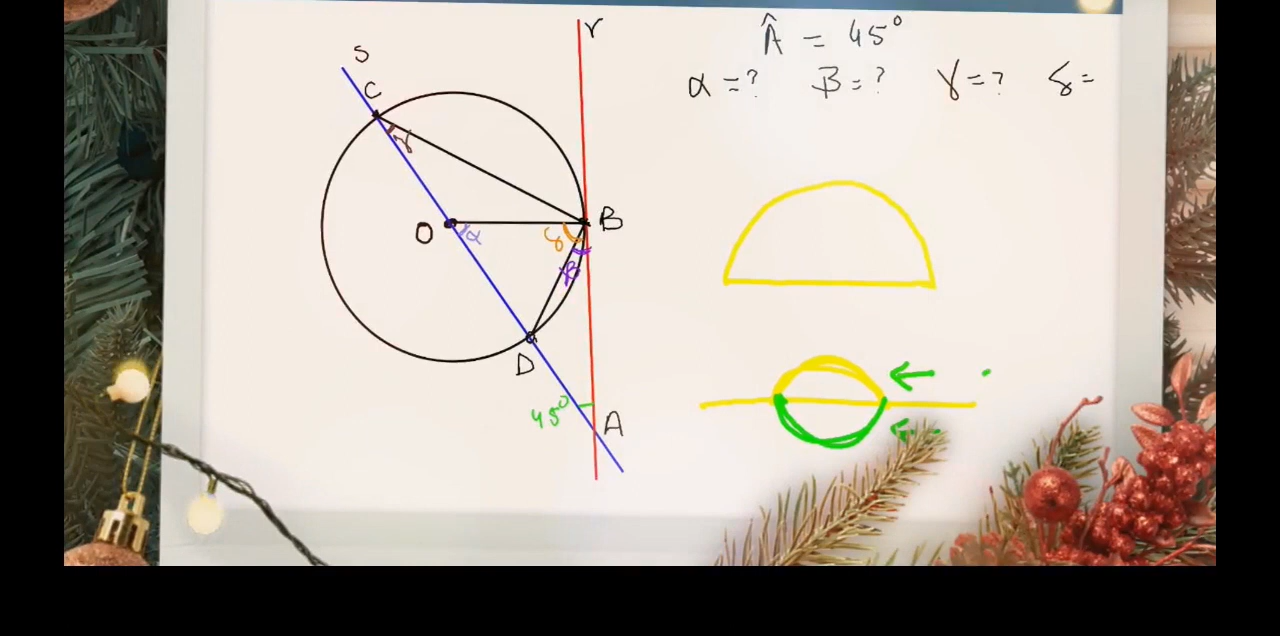 Â = 45°
α = ? β = ? γ = ? δ =
r
s
C
γ
B
O
α
δ
β
D
45°
A